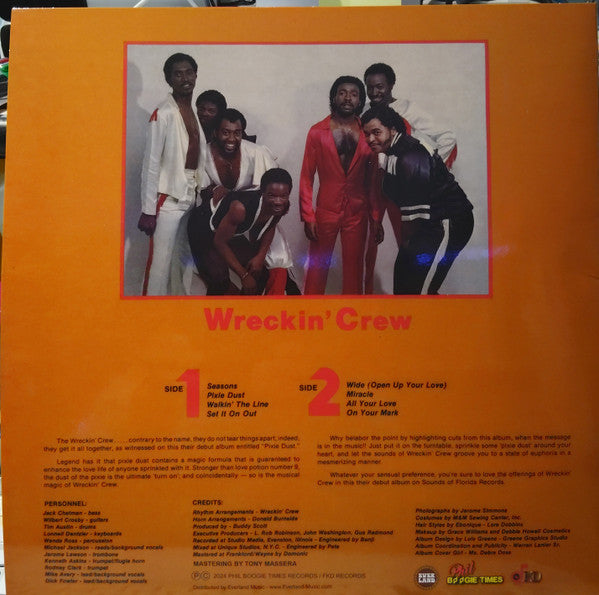 Wreckin' Crew
SIDE 1
Seasons
Pixie Dust
Walkin' The Line
Set It On Out
SIDE 2
Wide (Open Up Your Love)
Miracle
All Your Love
On Your Mark
The Wreckin' Crew . . . . contrary to the name, they do not tear things apart; indeed,
they get it all together, as witnessed on this their debut album entitled "Pixie Dust."
Legend has it that pixie dust contains a magic formula that is guaranteed to
enhance the love life of anyone sprinkled with it. Stronger than love potion number 9,
the dust of the pixie is the ultimate 'turn on'; and coincidentally — so is the musical
magic of Wreckin' Crew.
Why belabor the point by highlighting cuts from this album, when the message
is in the music!! Just put it on the turntable, sprinkle some 'pixie dust' around your
heart, and let the sounds of Wreckin' Crew groove you to a state of euphoria in a
mesmerizing manner.
Whatever your sensual preference, you're sure to love the offerings of Wreckin'
Crew in this their debut album on Sounds of Florida Records.
PERSONNEL:
Jack Chatman - bass
Wilbert Crosby - guitars
Tim Austin - drums
Lonnell Dantzler - keyboards
Wanda Ross - percussion
Michael Jackson - reeds/background vocals
Jerome Lawson - trombone
Kenneth Askins - trumpet/flugle horn
Rodney Clark - trumpet
Mike Avery - lead/background vocals
Dick Fowler - lead/background vocals
CREDITS:
Rhythm Arrangements - Wreckin' Crew
Horn Arrangements - Donald Burnside
Produced by - Buddy Scott
Executive Producers - L. Rob Robinson, John Washington, Gus Redmond
Recorded at Studio Media, Evanston, Illinois - Engineered by Benji
Mixed at Unique Studios, N.Y.C. - Engineered by Pete
Mastered at Frankford/Wayne by Domonic
MASTERING BY TONY MASSERA
Ⓟ© 2024 PHIL BOOGIE TIMES RECORDS / FKD RECORDS
Distributed by Everland Music - www.EverlandMusic.com
Photographs by Jerome Simmons
Costumes by M&M Sewing Center, Inc.
Hair Styles by Ebonique - Lora Dobbins
Makeup by Grace Williams and Debbie Howell Cosmetics
Album Design by Luis Greene - Greene Graphics Studio
Album Coordination and Publicity - Warren Lanier Sr.
Album Cover Girl - Ms. Debra Dose
EVER LAND
Phil BOOGIE TIMES